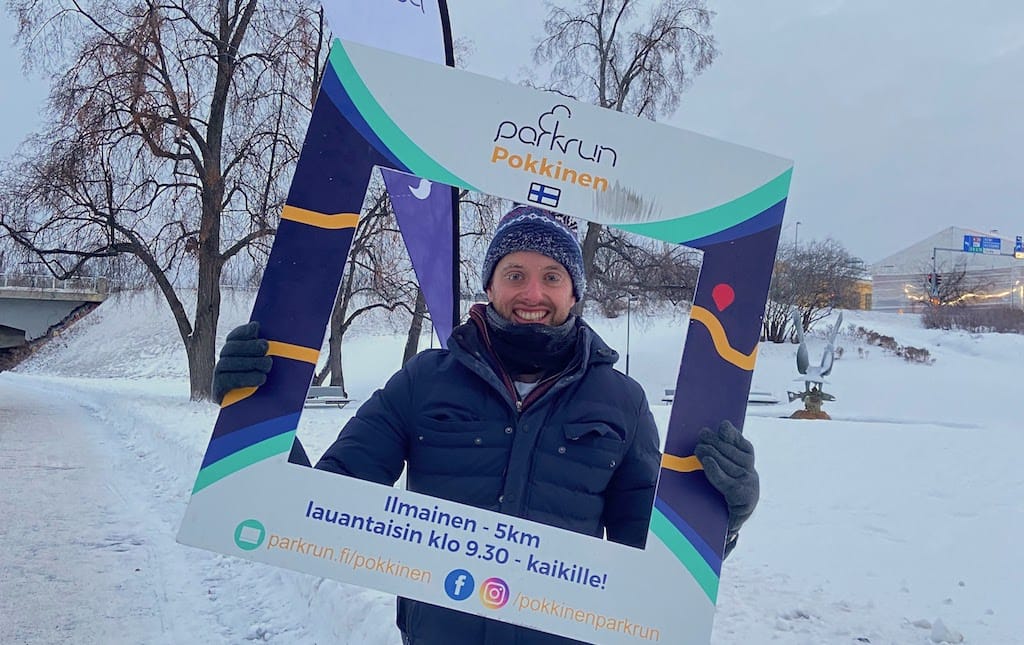 parkrun
Pokkinen
Ilmainen - 5km
lauantaisin klo 9.30 - kaikille!
parkrun.fi/pokkinen
/pokkinenparkrun